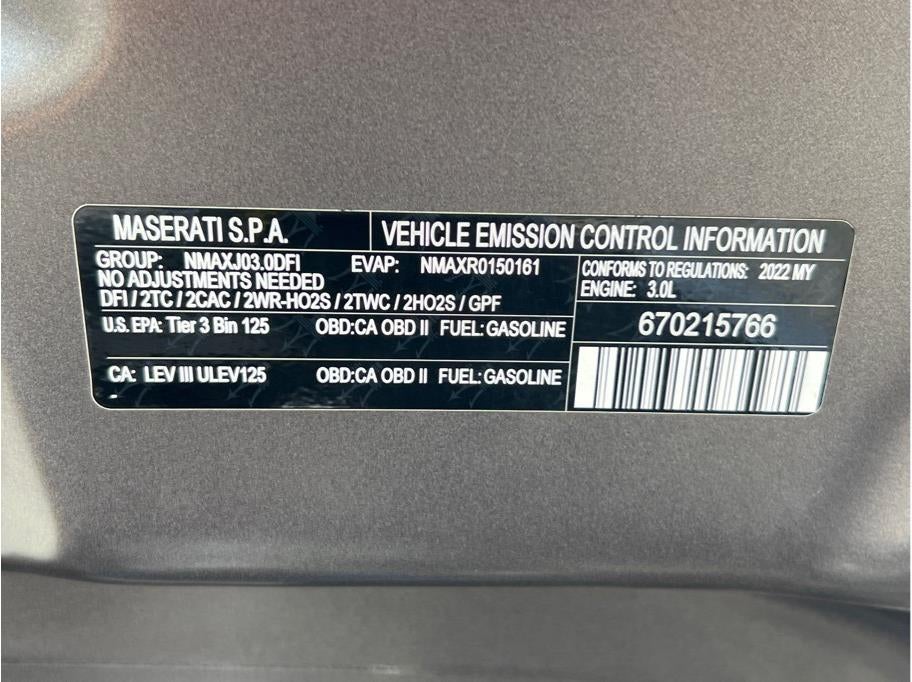 MASERATI S.P.A.
VEHICLE EMISSION CONTROL INFORMATION
GROUP: NMAXJ03.0DFI EVAP: NMAXR0150161
NO ADJUSTMENTS NEEDED
DFI / 2TC / 2CAC / 2WR-HO2S / 2TWC / 2HO2S / GPF
U.S. EPA: Tier 3 Bin 125 OBD:CA OBD II FUEL: GASOLINE
CA: LEV III ULEV125 OBD:CA OBD II FUEL: GASOLINE
CONFORMS TO REGULATIONS: 2022 MY
ENGINE: 3.0L
670215766